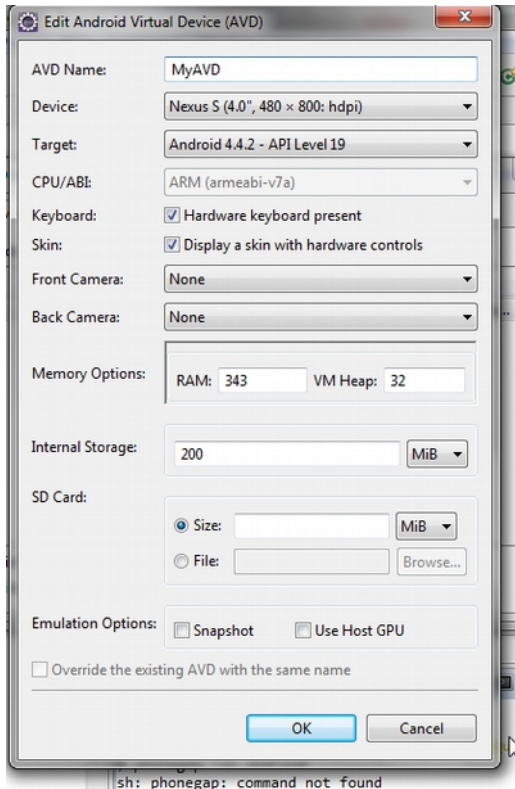 Edit Android Virtual Device (AVD)
AVD Name: MyAVD
Device: Nexus S (4.0", 480 × 800: hdpi)
Target: Android 4.4.2 - API Level 19
CPU/ABI: ARM (armeabi-v7a)
Keyboard: Hardware keyboard present
Skin: Display a skin with hardware controls
Front Camera: None
Back Camera: None
Memory Options: RAM: 343 VM Heap: 32
Internal Storage: 200 MiB
SD Card:
Size: MiB
File: Browse...
Emulation Options: Snapshot Use Host GPU
Override the existing AVD with the same name
OK Cancel
sh: phonegap: command not found